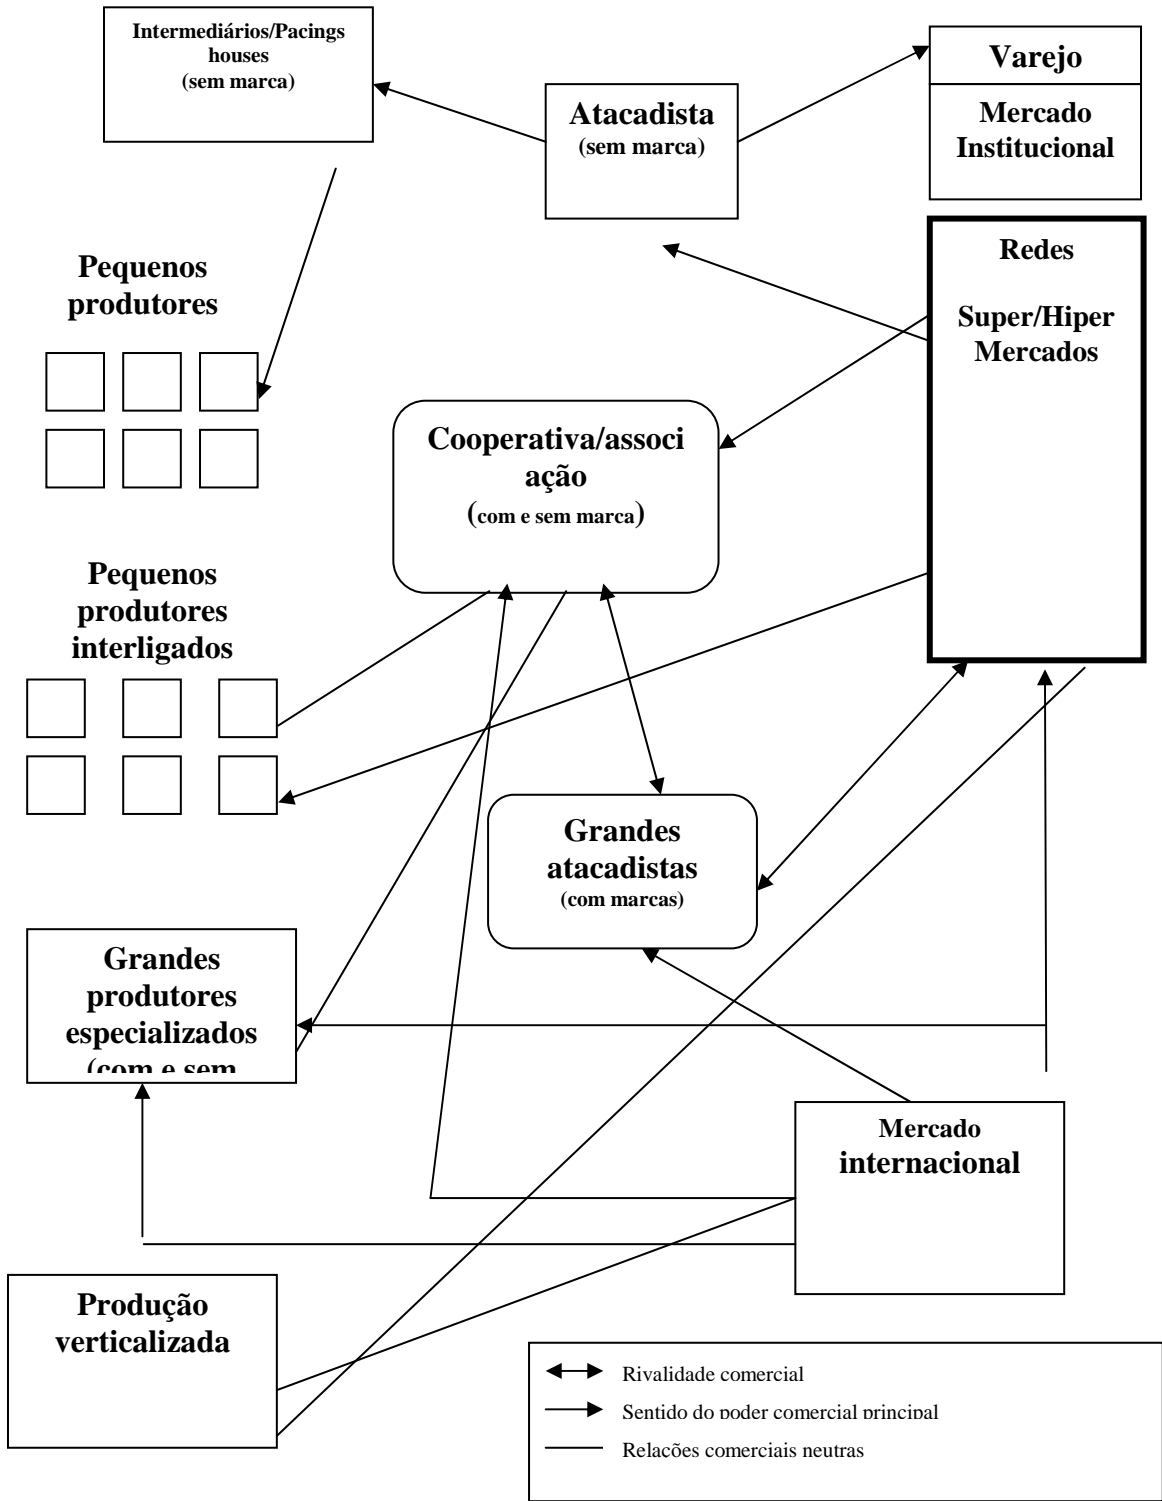 Intermediários/Pacings
houses
(sem marca)
Atacadista
(sem marca)
Varejo
Mercado
Institucional
Redes
Super/Hiper
Mercados
Pequenos
produtores
Cooperativa/associ
ação
(com e sem marca)
Pequenos
produtores
interligados
Grandes
atacadistas
(com marcas)
Grandes
produtores
especializados
(com e sem
Mercado
internacional
Produção
verticalizada
Rivalidade comercial
Sentido do poder comercial principal
Relações comerciais neutras